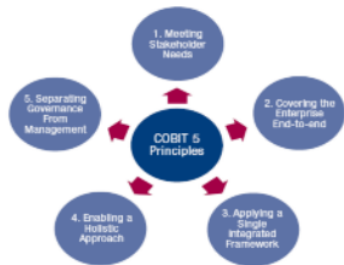 1. Meeting
Stakeholder
Needs
5. Separating
Governance
From
Management
2. Covering the
Enterprise
End-to-end
COBIT 5
Principles
4. Enabling a
Holistic
Approach
3. Applying a
Single
Integrated
Framework